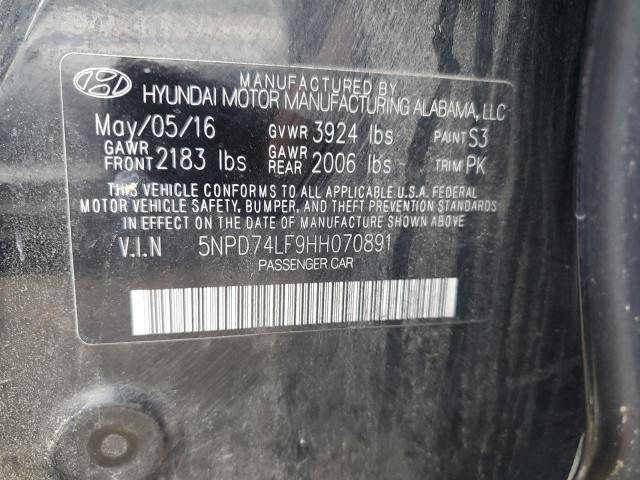 MANUFACTURED BY
HYUNDAI MOTOR MANUFACTURING ALABAMA, LLC
May/05/16 GVWR 3924 lbs PAINT S3
GAWR FRONT 2183 lbs GAWR REAR 2006 lbs TRIM PK
THIS VEHICLE CONFORMS TO ALL APPLICABLE U.S.A. FEDERAL
MOTOR VEHICLE SAFETY, BUMPER, AND THEFT PREVENTION STANDARDS
IN EFFECT ON THE DATE OF MANUFACTURE SHOWN ABOVE.
V.I.N 5NPD74LF9HH070891
PASSENGER CAR